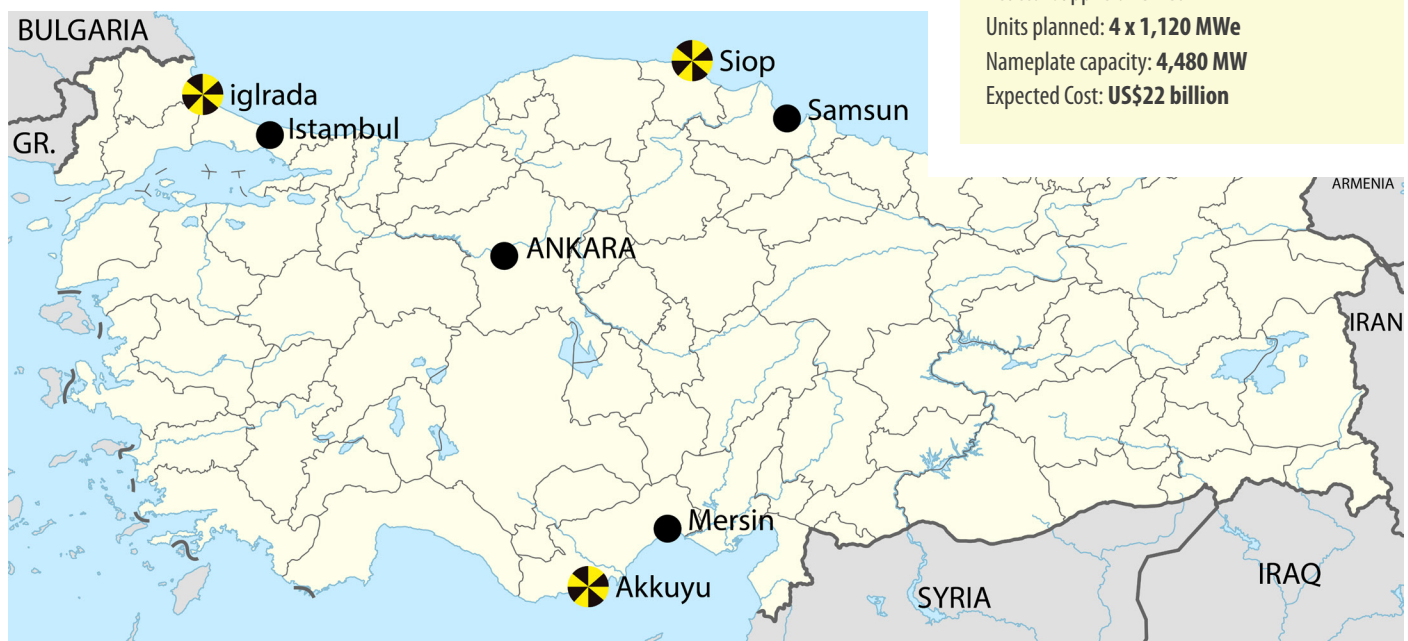 Units planned: 4 x 1,120 MWe
Nameplate capacity: 4,480 MW
Expected Cost: US$22 billion
BULGARIA
Siop
iglrada
Samsun
Istambul
GR.
ARMENIA
ANKARA
IRAN
Mersin
Akkuyu
IRAQ
SYRIA